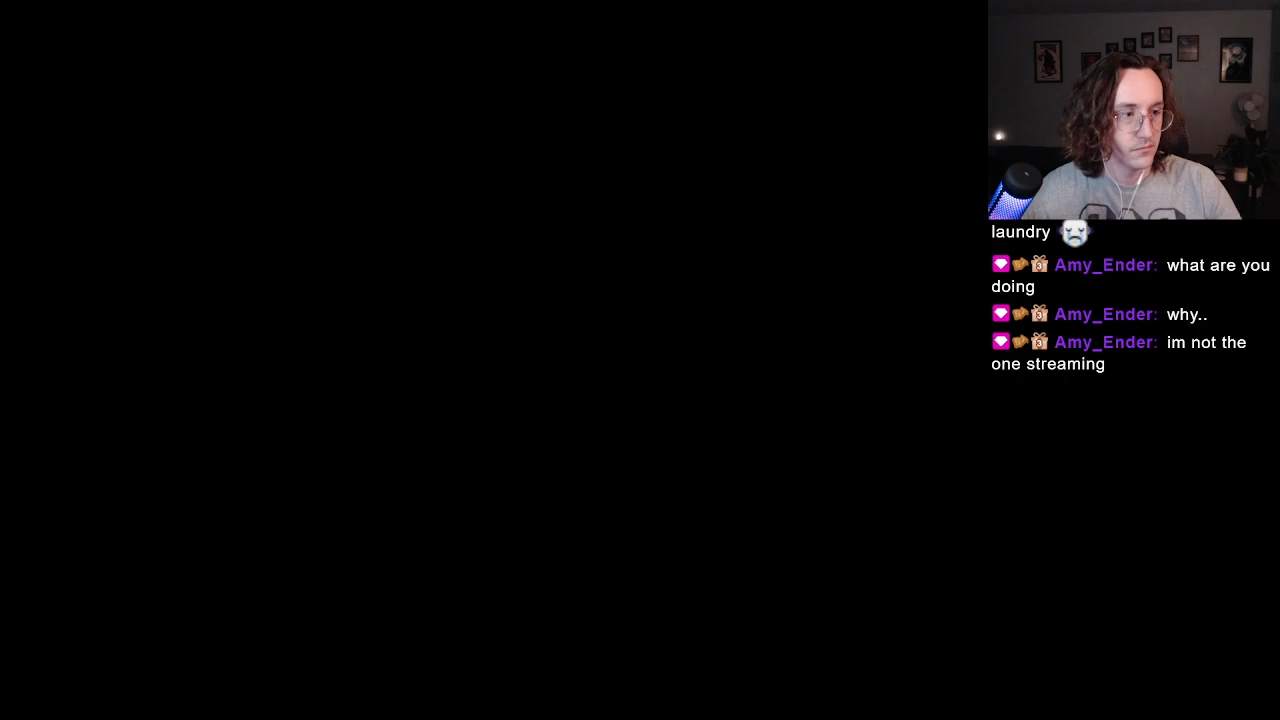 laundry
Amy_Ender: what are you
doing
Amy_Ender: why..
Amy_Ender: im not the
one streaming